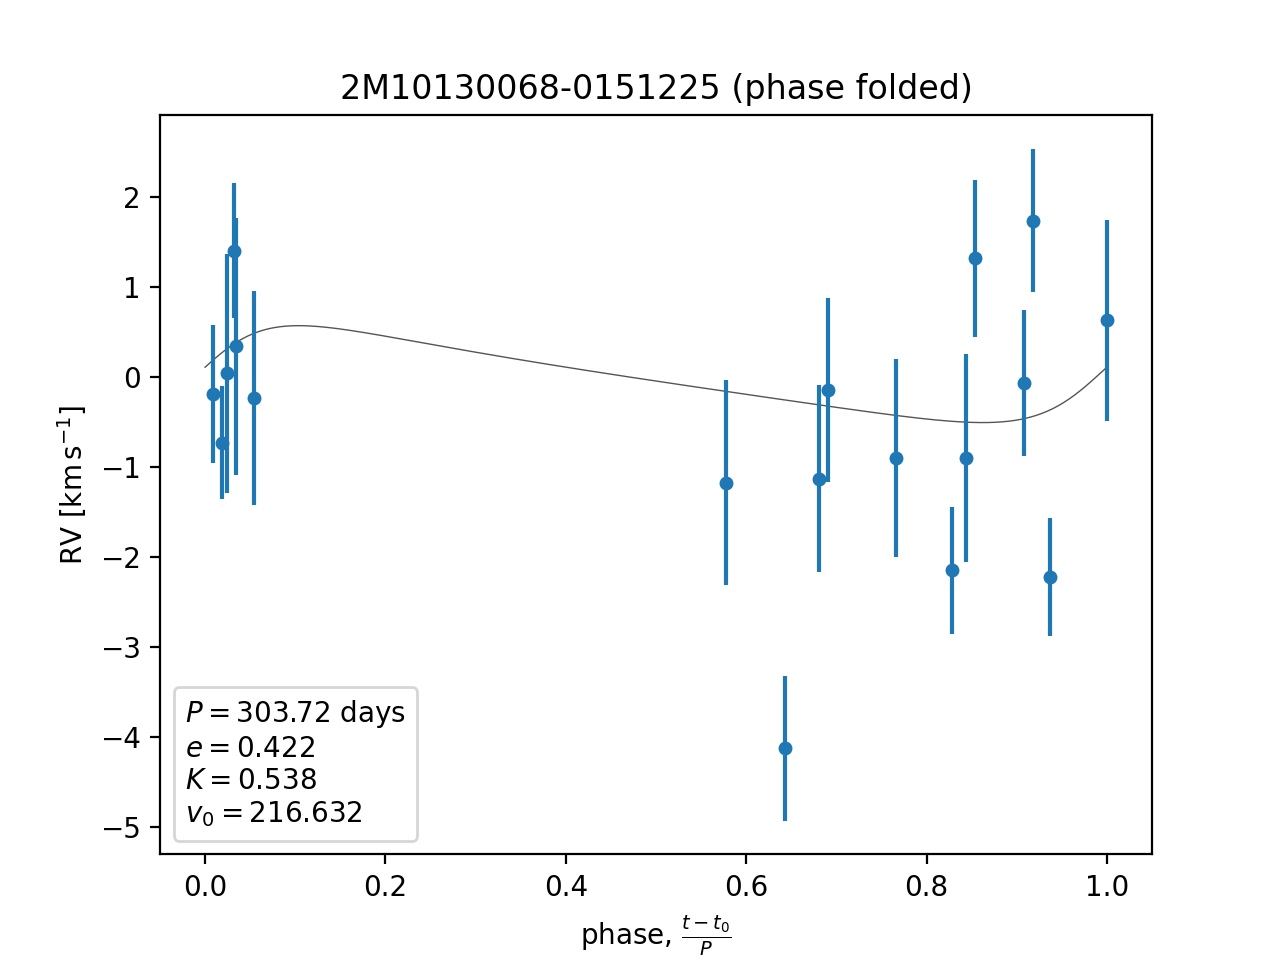 2M10130068-0151225 (phase folded)
2
1
0
−1
−2
−3
−4
−5
RV [km s⁻¹]
P = 303.72 days
e = 0.422
K = 0.538
v₀ = 216.632
0.0 0.2 0.4 0.6 0.8 1.0
phase, (t − t₀)/P